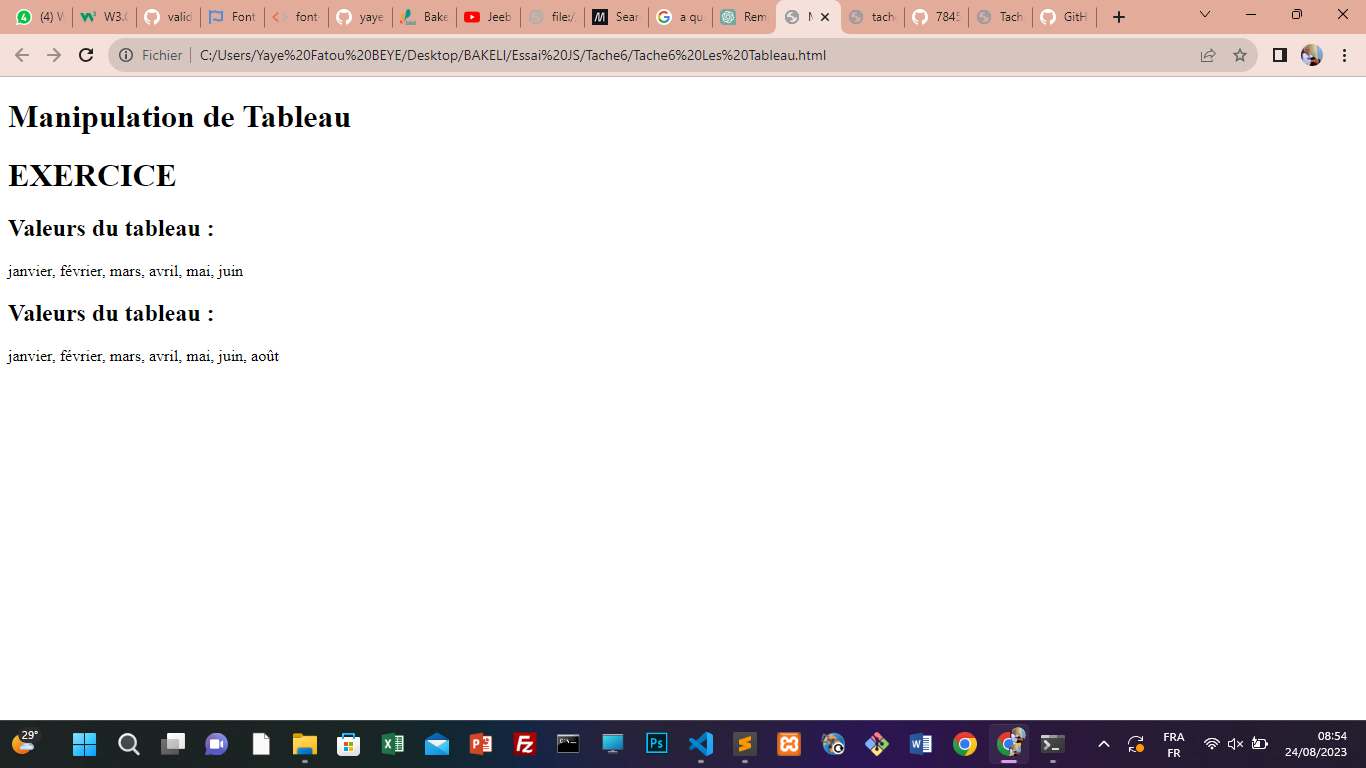 (4) W
W3.
valid
Font
font
yaye
Bake
Jeeb
file:/
Sear
a qu
Rem
tach
7845
Tach
GitH
Fichier
C:/Users/Yaye%20Fatou%20BEYE/Desktop/BAKELI/Essai%20JS/Tache6/Tache6%20Les%20Tableau.html
Manipulation de Tableau
EXERCICE
Valeurs du tableau :
janvier, février, mars, avril, mai, juin
Valeurs du tableau :
janvier, février, mars, avril, mai, juin, août
29°
FRA
FR
08:54
24/08/2023